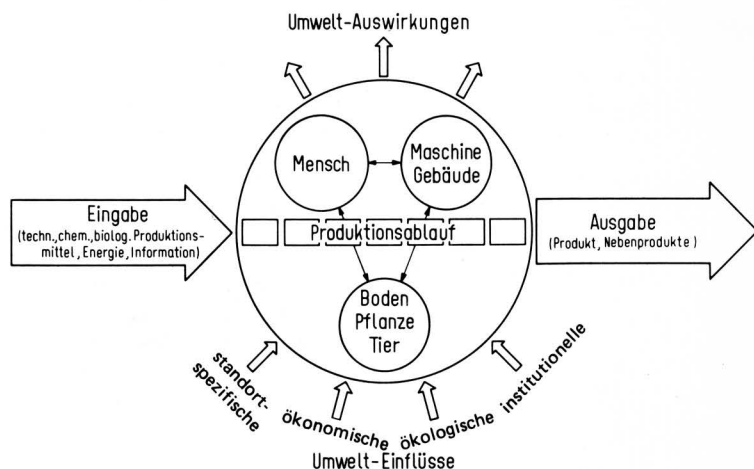 Umwelt-Auswirkungen
Mensch
Maschine
Gebäude
Eingabe
(techn.,chem.,biolog. Produktions-
mittel, Energie, Information)
Produktionsablauf
Ausgabe
(Produkt, Nebenprodukte)
Boden
Pflanze
Tier
standort-
spezifische
ökonomische
ökologische
institutionelle
Umwelt-Einflüsse